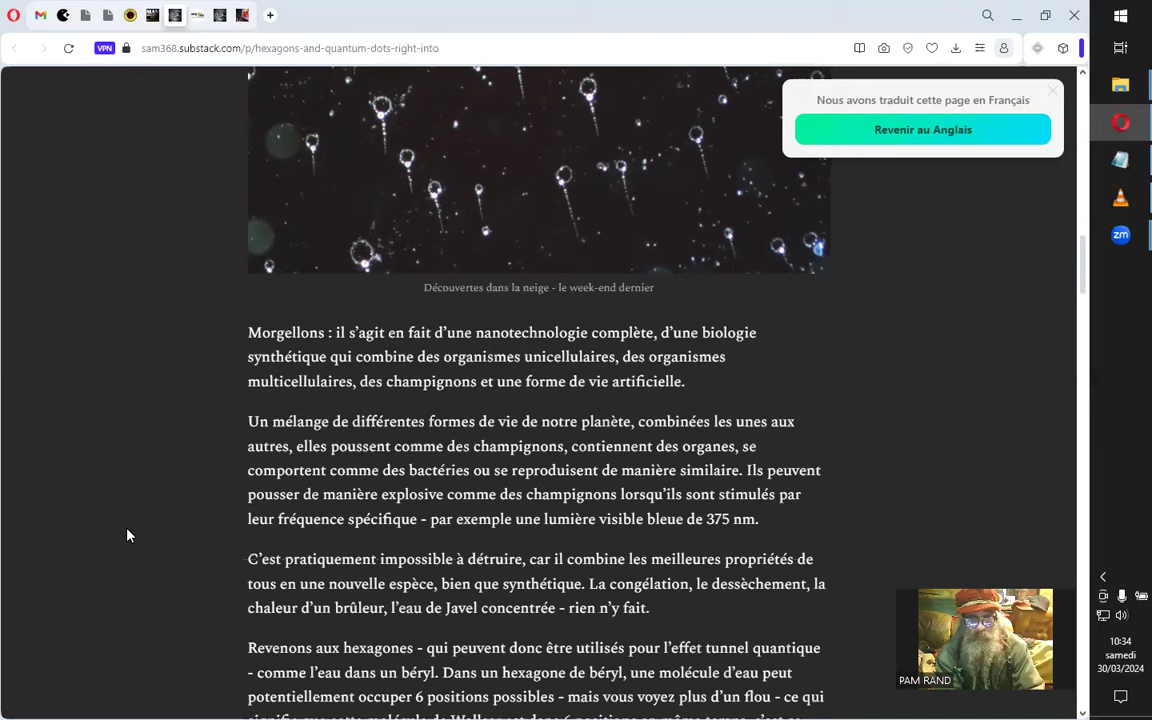 VPN
sam368.substack.com/p/hexagons-and-quantum-dots-right-into
Nous avons traduit cette page en Français
Revenir au Anglais
Découvertes dans la neige - le week-end dernier
Morgellons : il s'agit en fait d'une nanotechnologie complète, d'une biologie
synthétique qui combine des organismes unicellulaires, des organismes
multicellulaires, des champignons et une forme de vie artificielle.
Un mélange de différentes formes de vie de notre planète, combinées les unes aux
autres, elles poussent comme des champignons, contiennent des organes, se
comportent comme des bactéries ou se reproduisent de manière similaire. Ils peuvent
pousser de manière explosive comme des champignons lorsqu'ils sont stimulés par
leur fréquence spécifique - par exemple une lumière visible bleue de 375 nm.
C'est pratiquement impossible à détruire, car il combine les meilleures propriétés de
tous en une nouvelle espèce, bien que synthétique. La congélation, le dessèchement, la
chaleur d'un brûleur, l'eau de Javel concentrée - rien n'y fait.
Revenons aux hexagones - qui peuvent donc être utilisés pour l'effet tunnel quantique
- comme l'eau dans un béryl. Dans un hexagone de béryl, une molécule d'eau peut
potentiellement occuper 6 positions possibles - mais vous voyez plus d'un flou - ce qui
zm
PAM RAND
10:34
samedi
30/03/2024